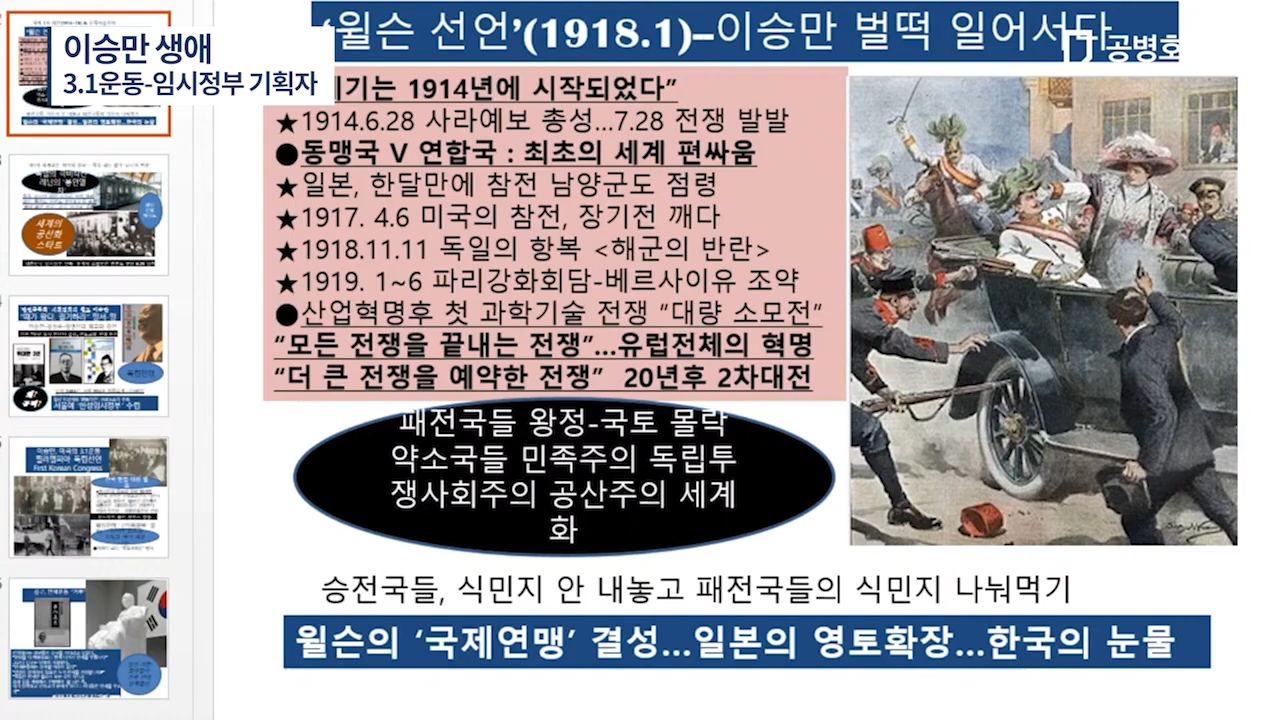 이승만 생애
3.1운동-임시정부 기획자
‘윌슨 선언’(1918.1)–이승만 벌떡 일어서다
공병호
기는 1914년에 시작되었다”
★1914.6.28 사라예보 총성…7.28 전쟁 발발
●동맹국 V 연합국 : 최초의 세계 편싸움
★일본, 한달만에 참전 남양군도 점령
★1917. 4.6 미국의 참전, 장기전 깨다
★1918.11.11 독일의 항복 <해군의 반란>
★1919. 1~6 파리강화회담-베르사이유 조약
●산업혁명후 첫 과학기술 전쟁 “대량 소모전”
“모든 전쟁을 끝내는 전쟁”…유럽전체의 혁명
“더 큰 전쟁을 예약한 전쟁” 20년후 2차대전
패전국들 왕정-국토 몰락
약소국들 민족주의 독립투
쟁사회주의 공산주의 세계
화
승전국들, 식민지 안 내놓고 패전국들의 식민지 나눠먹기
윌슨의 ‘국제연맹’ 결성…일본의 영토확장…한국의 눈물
세계의
공산화
스타트
First Korean Congress